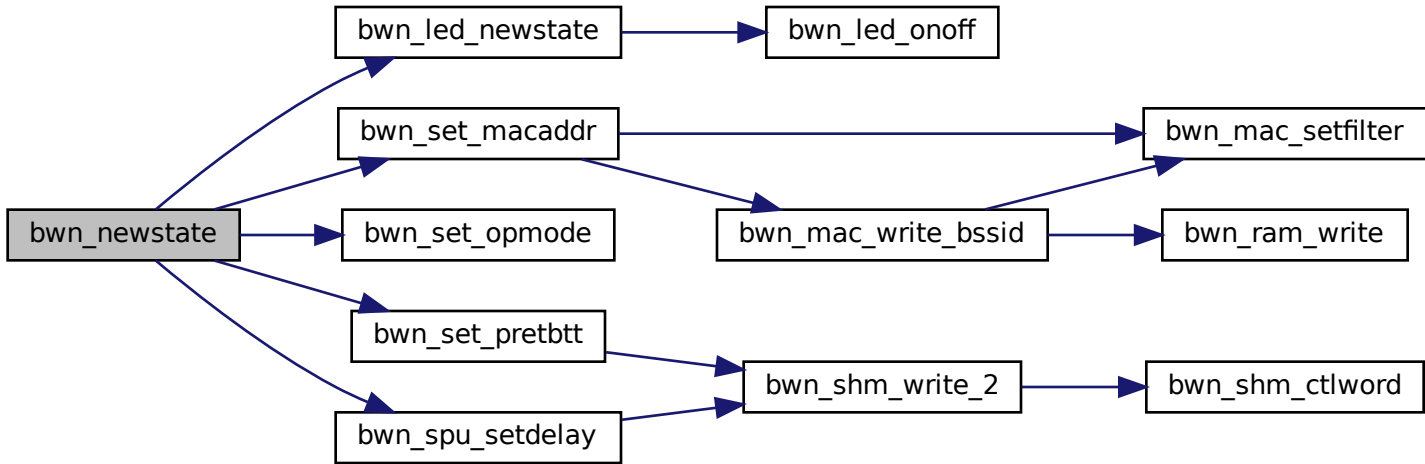 bwn_led_newstate
bwn_led_onoff
bwn_set_macaddr
bwn_mac_setfilter
bwn_newstate
bwn_set_opmode
bwn_mac_write_bssid
bwn_ram_write
bwn_set_pretbtt
bwn_shm_write_2
bwn_shm_ctlword
bwn_spu_setdelay